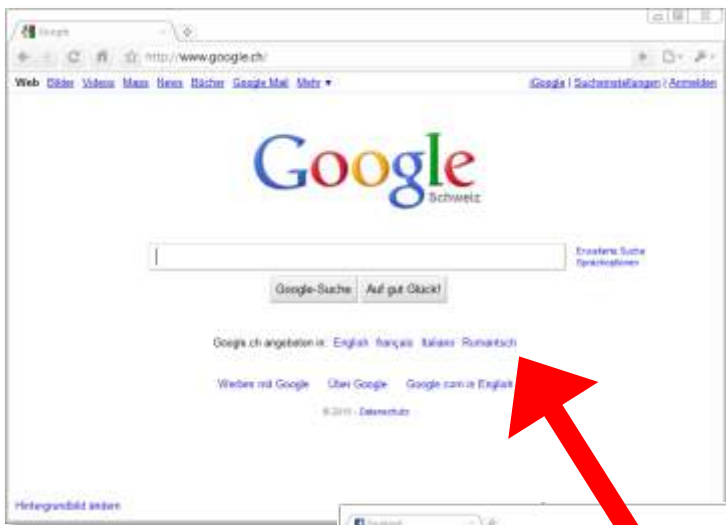 Google
http://www.google.ch/
Web Bilder Videos Maps News Bücher Google Mail Mehr ▼
iGoogle | Sucheinstellungen | Anmelden
Google
Schweiz
Erweiterte Suche
Sprachoptionen
Google-Suche Auf gut Glück!
Google.ch angeboten in: English français italiano Rumantsch
Werben mit Google Über Google Google.com in English
© 2010 - Datenschutz
Hintergrundbild ändern